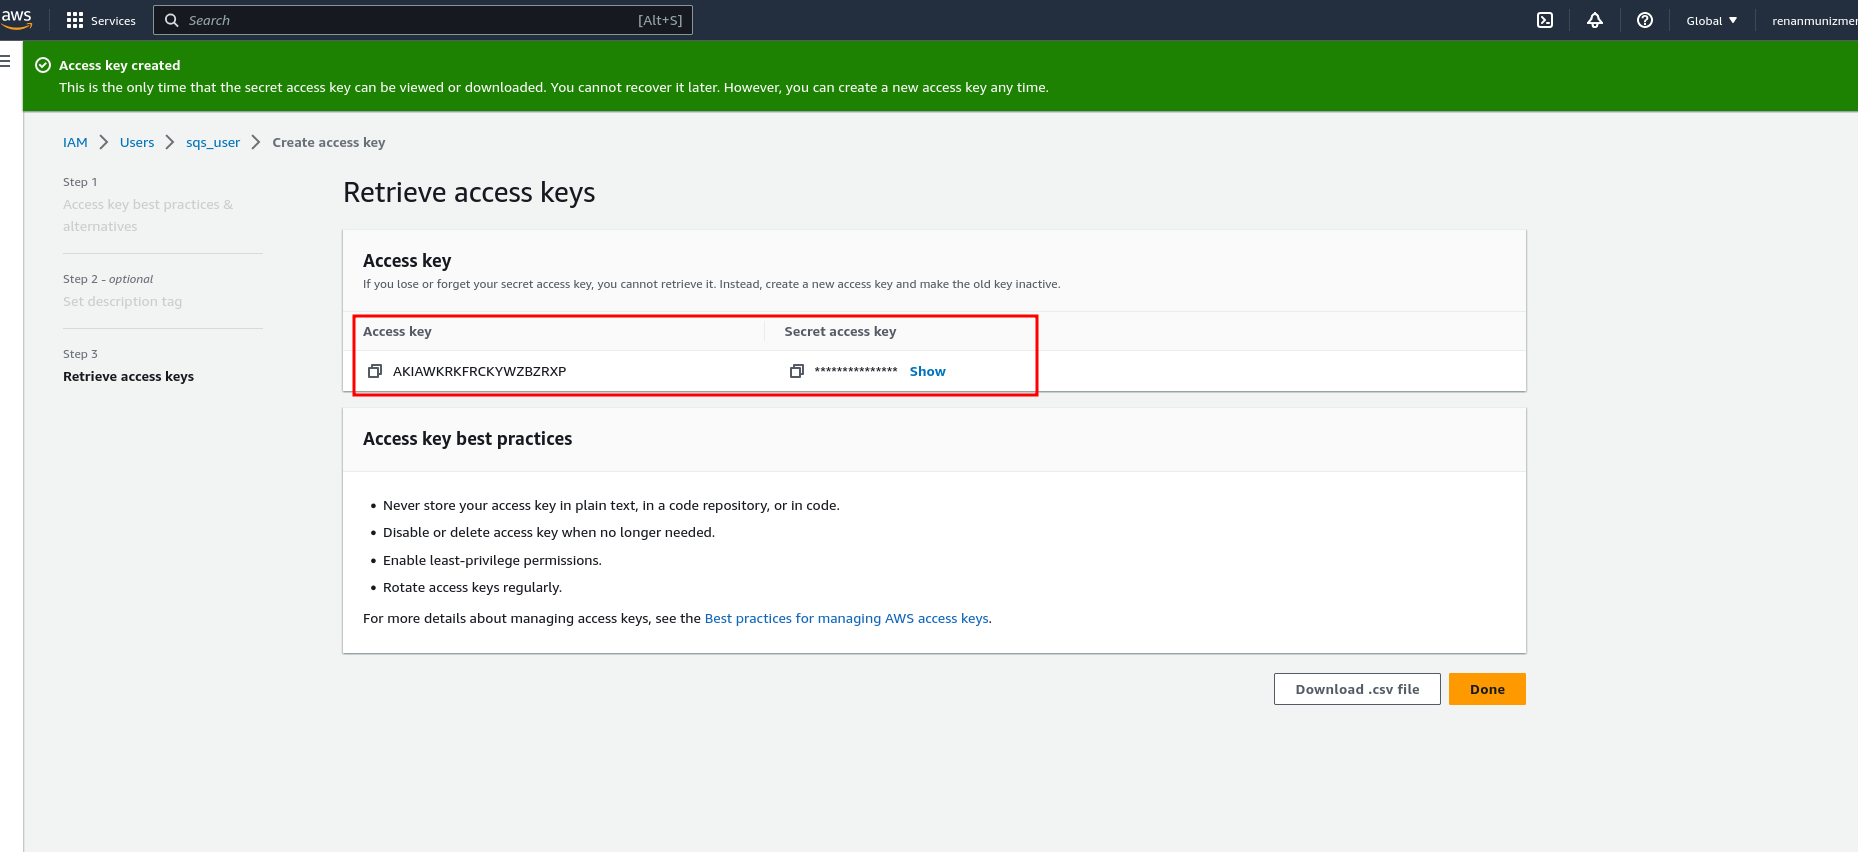 aws
Services
Search
[Alt+S]
Global
renanmunizmer
Access key created
This is the only time that the secret access key can be viewed or downloaded. You cannot recover it later. However, you can create a new access key any time.
IAM > Users > sqs_user > Create access key
Step 1
Access key best practices &
alternatives
Step 2 - optional
Set description tag
Step 3
Retrieve access keys
Retrieve access keys
Access key
If you lose or forget your secret access key, you cannot retrieve it. Instead, create a new access key and make the old key inactive.
Access key
Secret access key
AKIAWKRKFRCKYWZBZRXP
*************** Show
Access key best practices
• Never store your access key in plain text, in a code repository, or in code.
• Disable or delete access key when no longer needed.
• Enable least-privilege permissions.
• Rotate access keys regularly.
For more details about managing access keys, see the Best practices for managing AWS access keys.
Download .csv file
Done